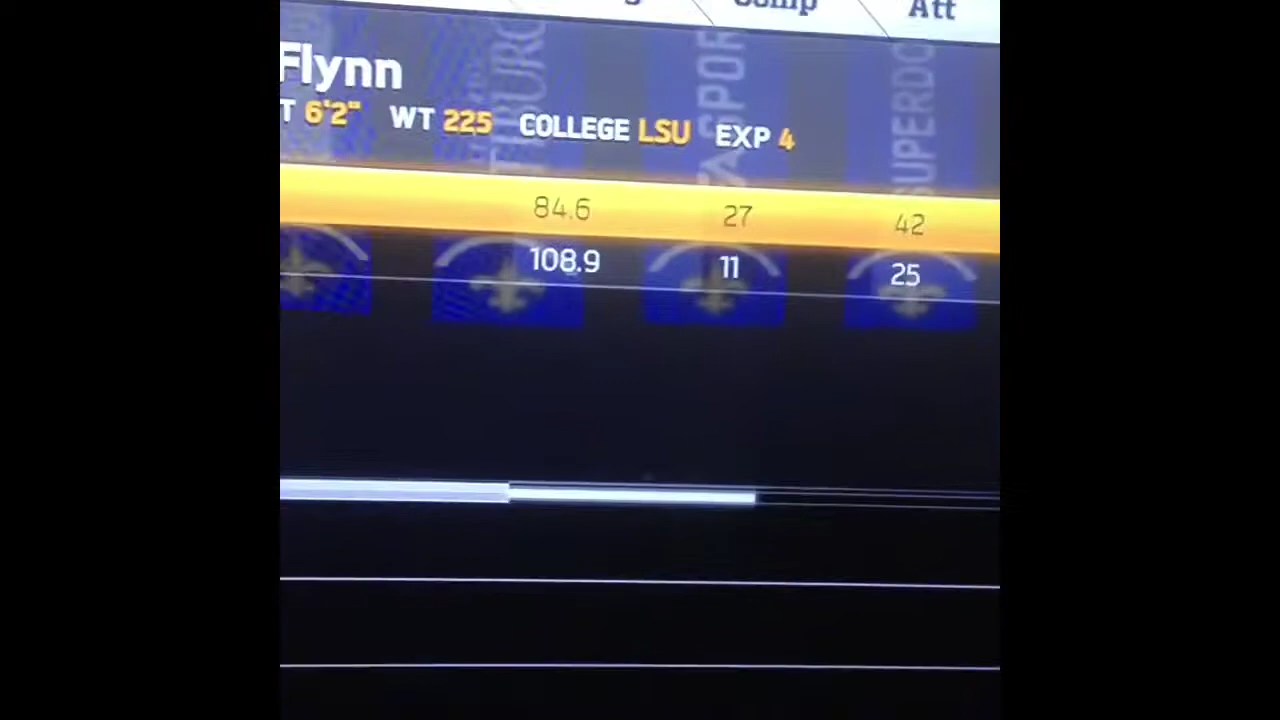 Comp Att
Flynn
T 6'2" WT 225 COLLEGE LSU EXP 4
84.6 27 42
108.9 11 25